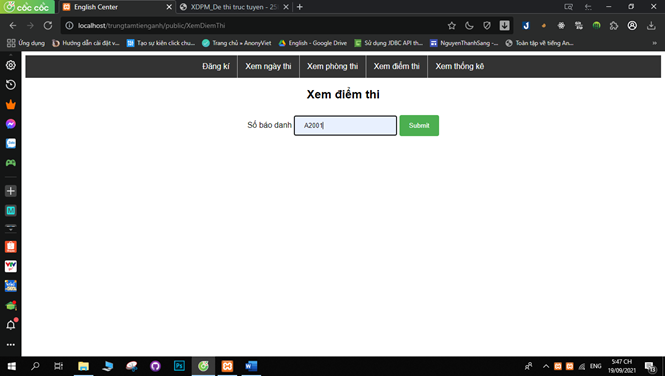 cốc cốc
English Center
XDPM_De thi truc tuyen - 25
localhost/trungtamtienganh/public/XemDiemThi
Ứng dụng
Hướng dẫn cài đặt v...
Tạo sự kiện click chu...
Trang chủ » AnonyViet
English - Google Drive
Sử dụng JDBC API th...
NguyenThanhSang -...
Toàn tập về tiếng An...
Đăng kí
Xem ngày thi
Xem phòng thi
Xem điểm thi
Xem thống kê
Xem điểm thi
Số báo danh
A2001
Submit
ENG
5:47 CH
19/09/2021